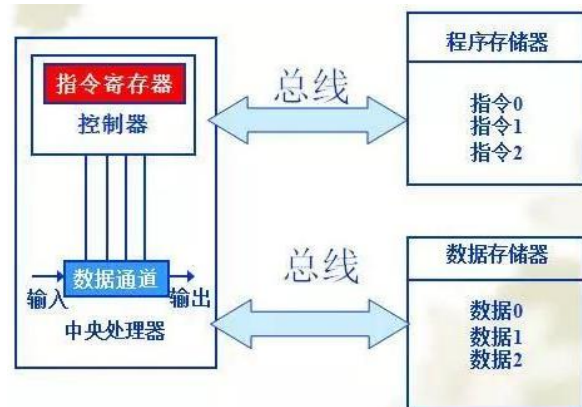 指令寄存器
控制器
数据通道
输入
输出
中央处理器
总线
程序存储器
指令0
指令1
指令2
总线
数据存储器
数据0
数据1
数据2